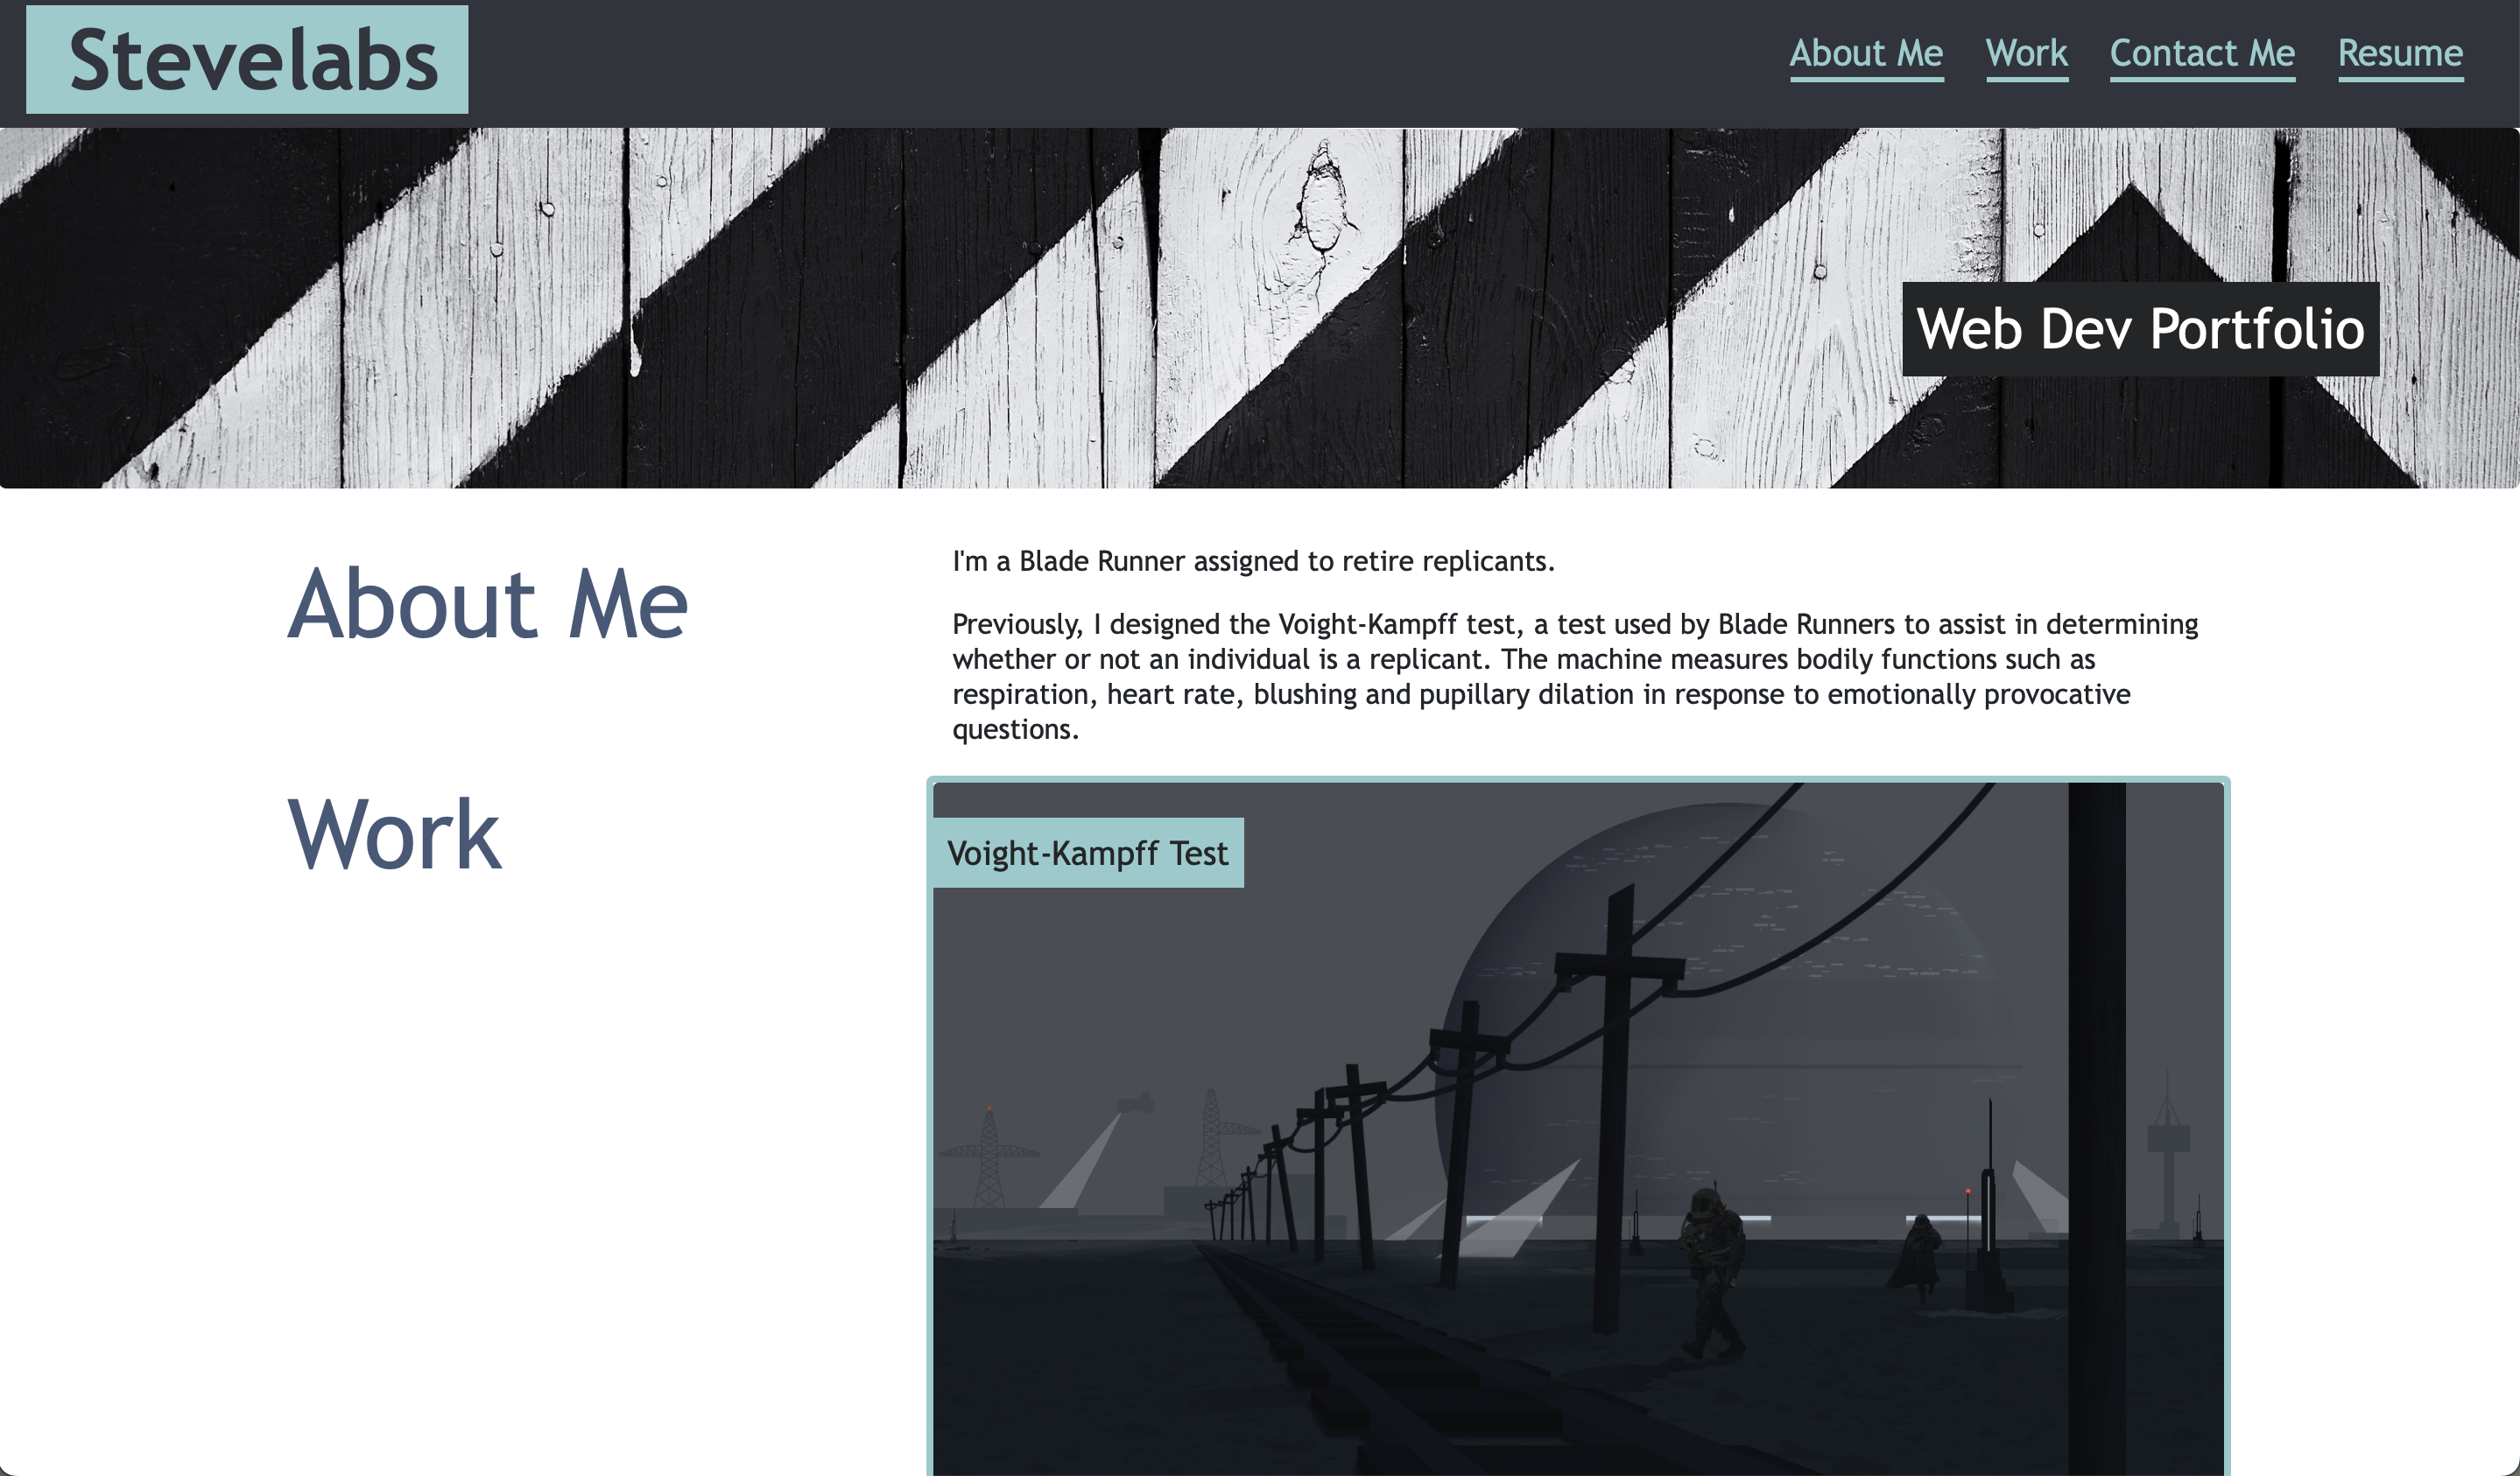 Stevelabs
About Me Work Contact Me Resume
Web Dev Portfolio
About Me
I'm a Blade Runner assigned to retire replicants.
Previously, I designed the Voight-Kampff test, a test used by Blade Runners to assist in determining
whether or not an individual is a replicant. The machine measures bodily functions such as
respiration, heart rate, blushing and pupillary dilation in response to emotionally provocative
questions.
Work
Voight-Kampff Test